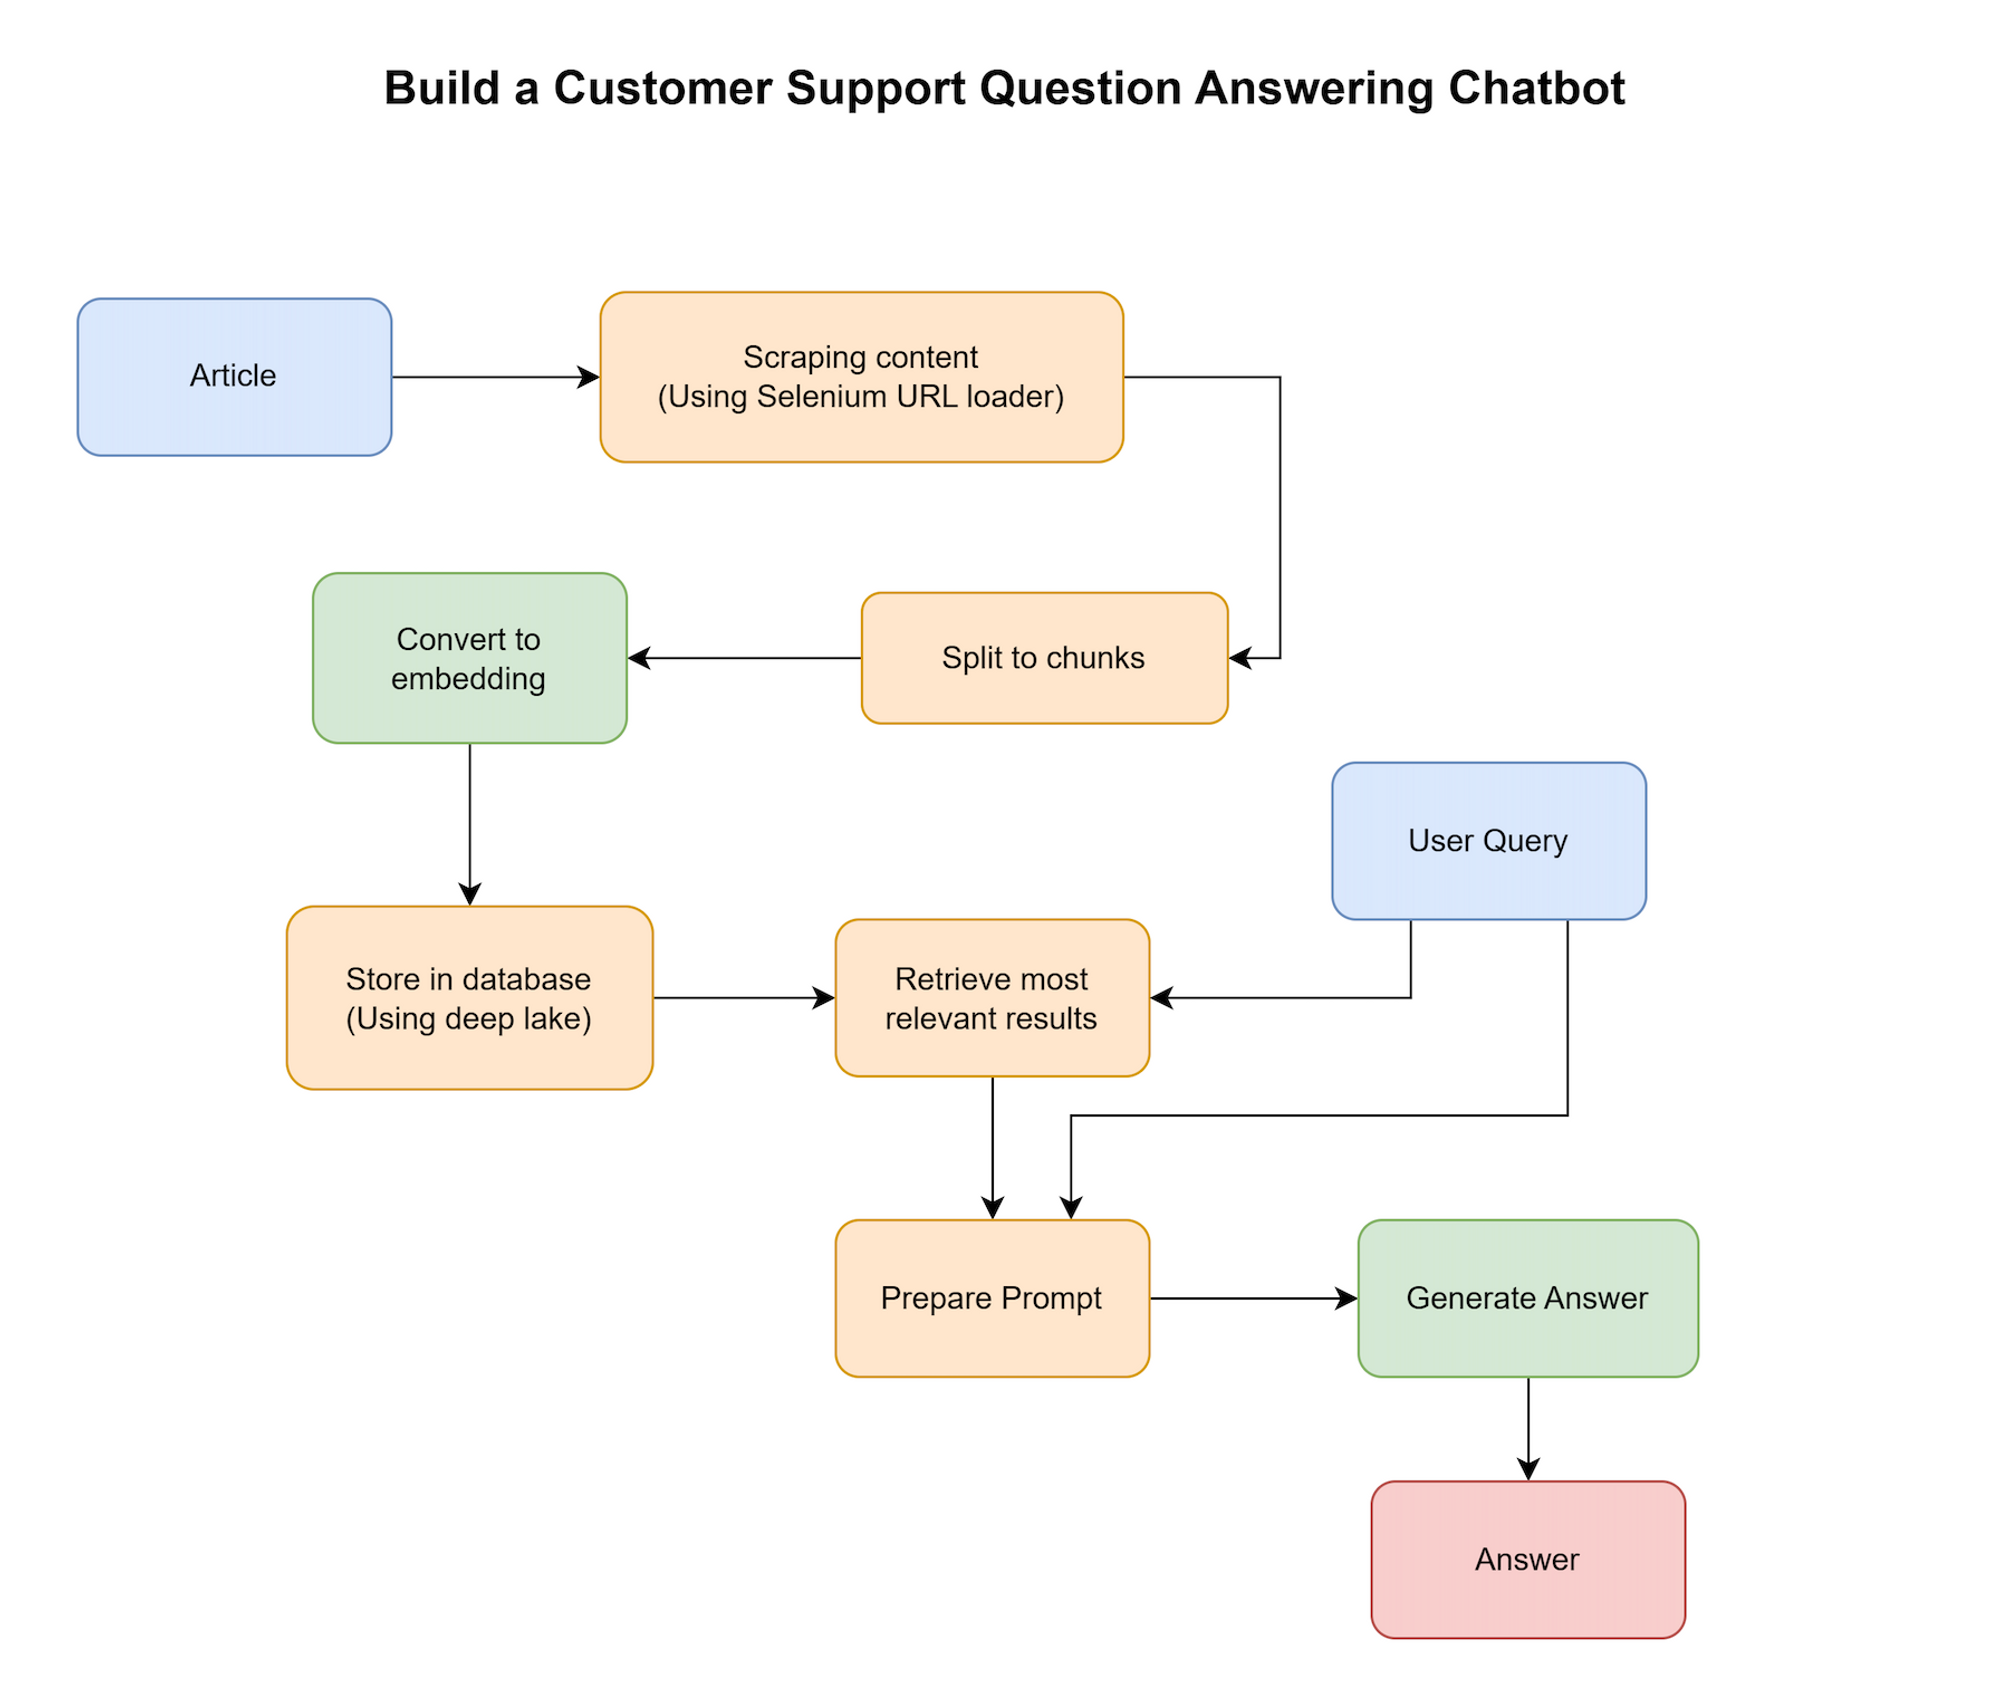 Build a Customer Support Question Answering Chatbot
Article
Scraping content
(Using Selenium URL loader)
Convert to
embedding
Split to chunks
User Query
Store in database
(Using deep lake)
Retrieve most
relevant results
Prepare Prompt
Generate Answer
Answer